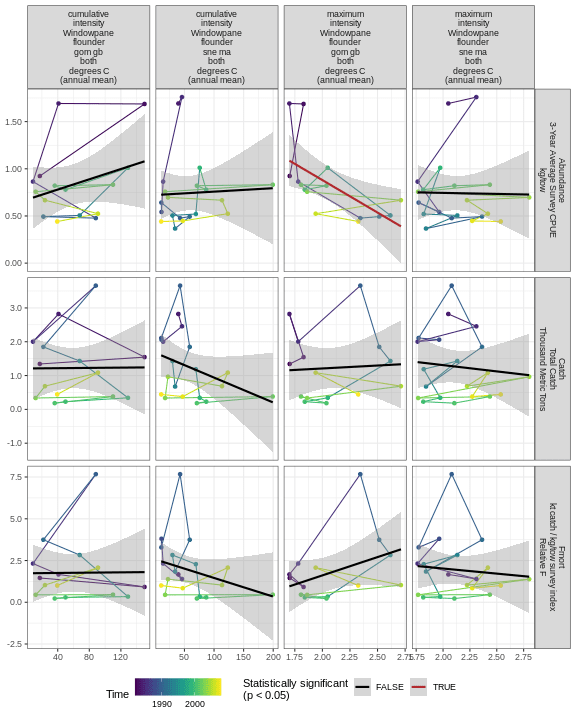 cumulative
intensity
Windowpane
flounder
gom gb
both
degrees C
(annual mean)
cumulative
intensity
Windowpane
flounder
sne ma
both
degrees C
(annual mean)
maximum
intensity
Windowpane
flounder
gom gb
both
degrees C
(annual mean)
maximum
intensity
Windowpane
flounder
sne ma
both
degrees C
(annual mean)
1.50
1.00
0.50
0.00
Abundance
3-Year Average Survey CPUE
kg/tow
3.0
2.0
1.0
0.0
-1.0
Catch
Total Catch
Thousand Metric Tons
7.5
5.0
2.5
0.0
-2.5
Fmort
kt catch / kg/tow survey index
Relative F
40 80 120
50 100 150 200
1.75 2.00 2.25 2.50 2.75
1.75 2.00 2.25 2.50 2.75
Time
1990 2000
Statistically significant
(p < 0.05)
FALSE
TRUE